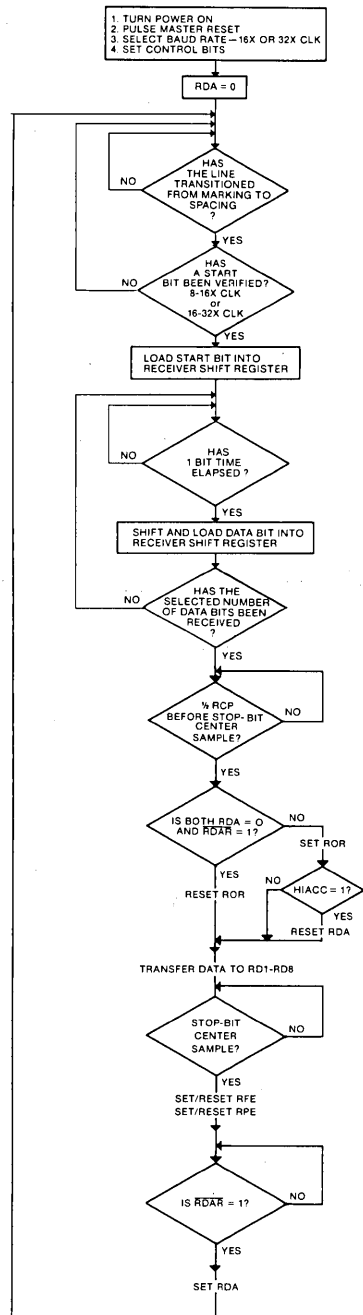 1. TURN POWER ON
2. PULSE MASTER RESET
3. SELECT BAUD RATE — 16X OR 32X CLK
4. SET CONTROL BITS
RDA = 0
HAS
THE LINE
TRANSITIONED
FROM MARKING TO
SPACING
?
NO
YES
HAS
A START
BIT BEEN VERIFIED?
8-16X CLK
or
16-32X CLK
NO
YES
LOAD START BIT INTO
RECEIVER SHIFT REGISTER
HAS
1 BIT TIME
ELAPSED ?
NO
YES
SHIFT AND LOAD DATA BIT INTO
RECEIVER SHIFT REGISTER
HAS THE
SELECTED NUMBER
OF DATA BITS BEEN
RECEIVED
?
NO
YES
½ RCP
BEFORE STOP-BIT
CENTER
SAMPLE?
NO
YES
IS BOTH RDA = 0
AND R̅D̅A̅R̅ = 1?
NO
SET ROR
YES
RESET ROR
HIACC = 1?
NO
YES
RESET RDA
TRANSFER DATA TO RD1-RD8
STOP-BIT
CENTER
SAMPLE?
NO
YES
SET/RESET RFE
SET/RESET RPE
IS R̅D̅A̅R̅ = 1?
NO
YES
SET RDA